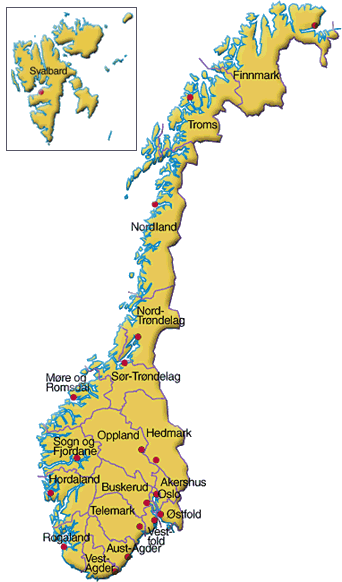 Svalbard
Finnmark
Troms
Nordland
Nord-
Trøndelag
Sør-Trøndelag
Møre og
Romsdal
Hedmark
Oppland
Sogn og
Fjordane
Hordaland
Akershus
Buskerud
Oslo
Telemark
Østfold
Vest-
fold
Rogaland
Aust-Agder
Vest-
Agder